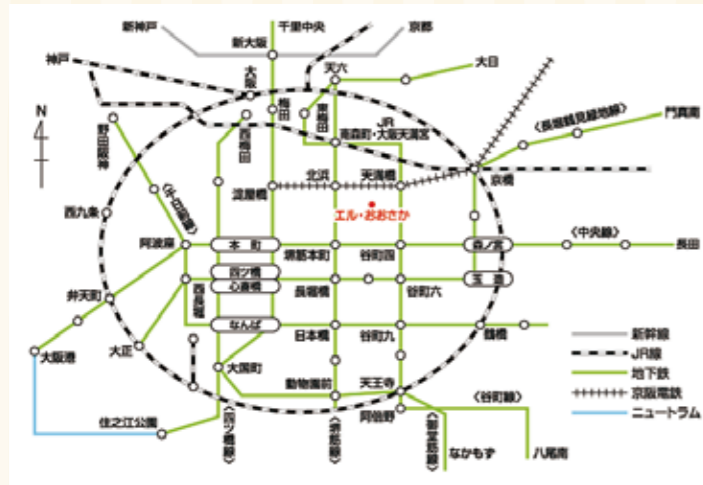 新神戸
千里中央
京都
新大阪
神戸
大阪
天六
大日
N
梅田
東梅田
JR
南森町・大阪天満宮
〈長堀鶴見緑地線〉
門真南
野田阪神
西梅田
淀屋橋
北浜
天満橋
京橋
エル・おおさか
西九条
〈千日前線〉
阿波座
本町
堺筋本町
谷町四
森ノ宮
〈中央線〉
長田
四ツ橋
心斎橋
西長堀
長堀橋
谷町六
玉造
弁天町
なんば
日本橋
谷町九
鶴橋
大阪港
大正
大国町
動物園前
天王寺
〈谷町線〉
阿倍野
住之江公園
〈四ツ橋線〉
〈堺筋線〉
〈御堂筋線〉
なかもず
八尾南
新幹線
JR線
地下鉄
京阪電鉄
ニュートラム